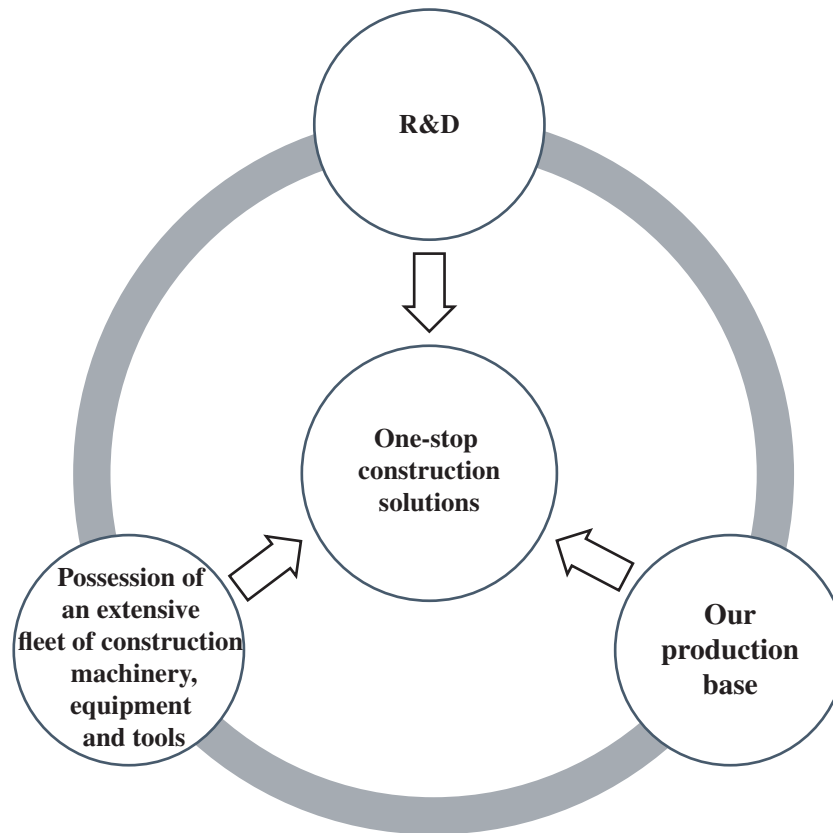 R&D
One-stop
construction
solutions
Possession of
an extensive
fleet of construction
machinery,
equipment
and tools
Our
production
base